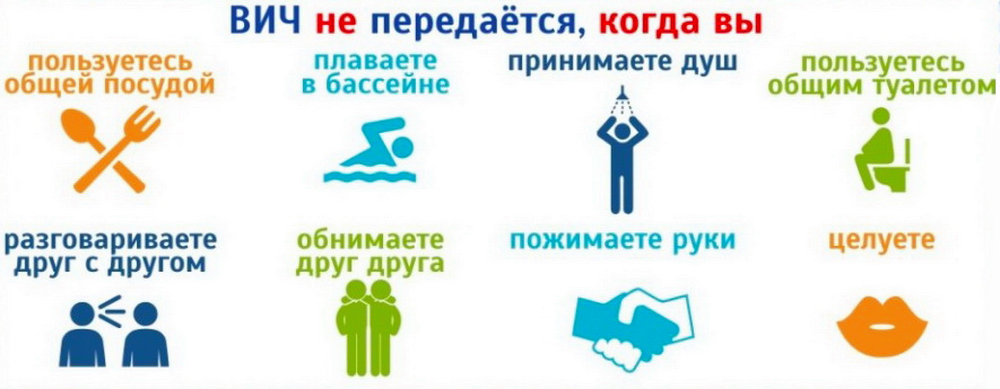 ВИЧ не передаётся, когда вы
пользуетесь
общей посудой
плаваете
в бассейне
принимаете душ
пользуетесь
общим туалетом
разговариваете
друг с другом
обнимаете
друг друга
пожимаете руки
целуете